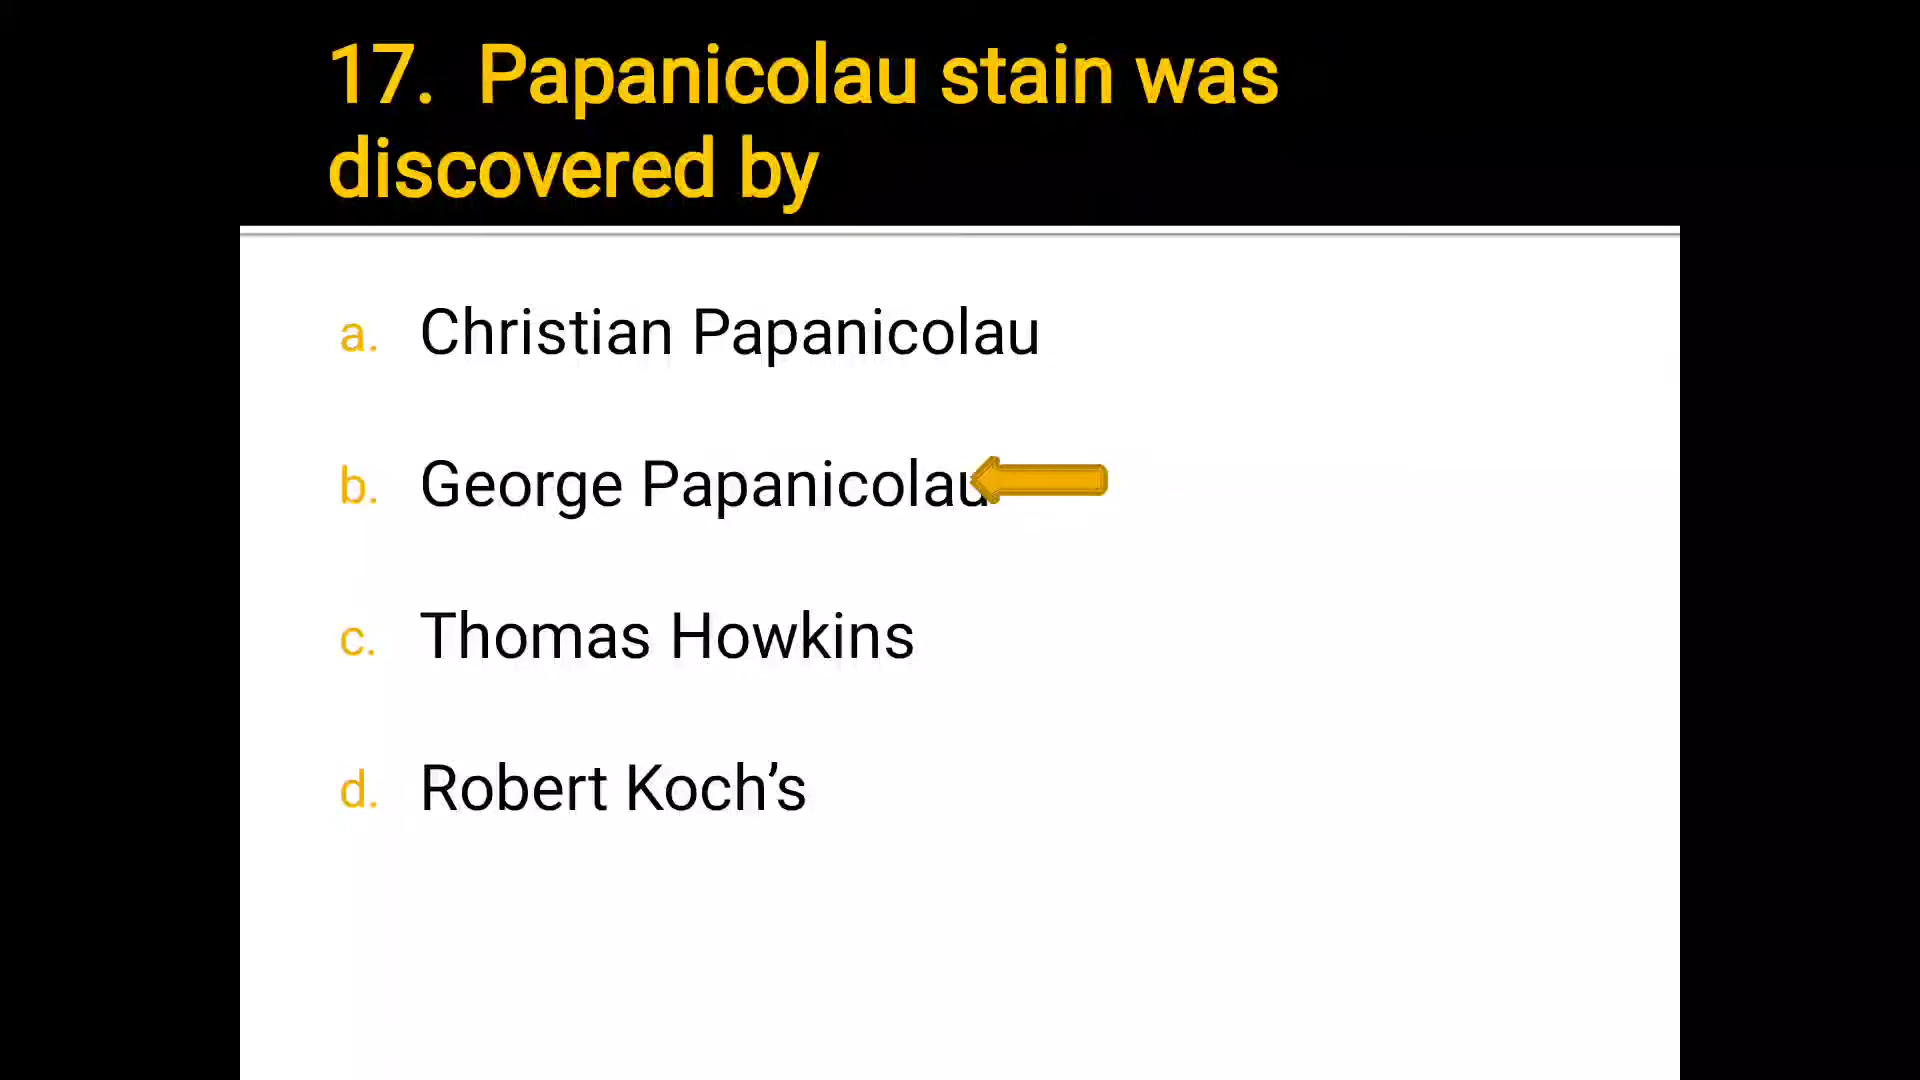 17. Papanicolau stain was
discovered by
a. Christian Papanicolau
b. George Papanicolau
c. Thomas Howkins
d. Robert Koch’s